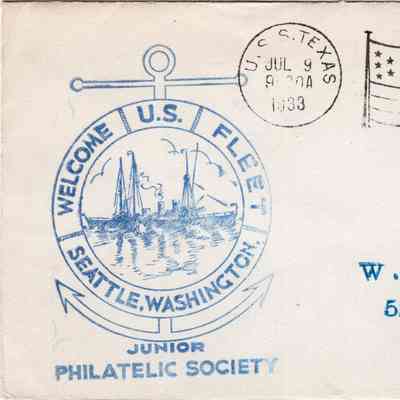 U.S.S. TEXAS
JUL 9
1933
WELCOME U.S. FLEET
SEATTLE, WASHINGTON.
JUNIOR
PHILATELIC SOCIETY
W.